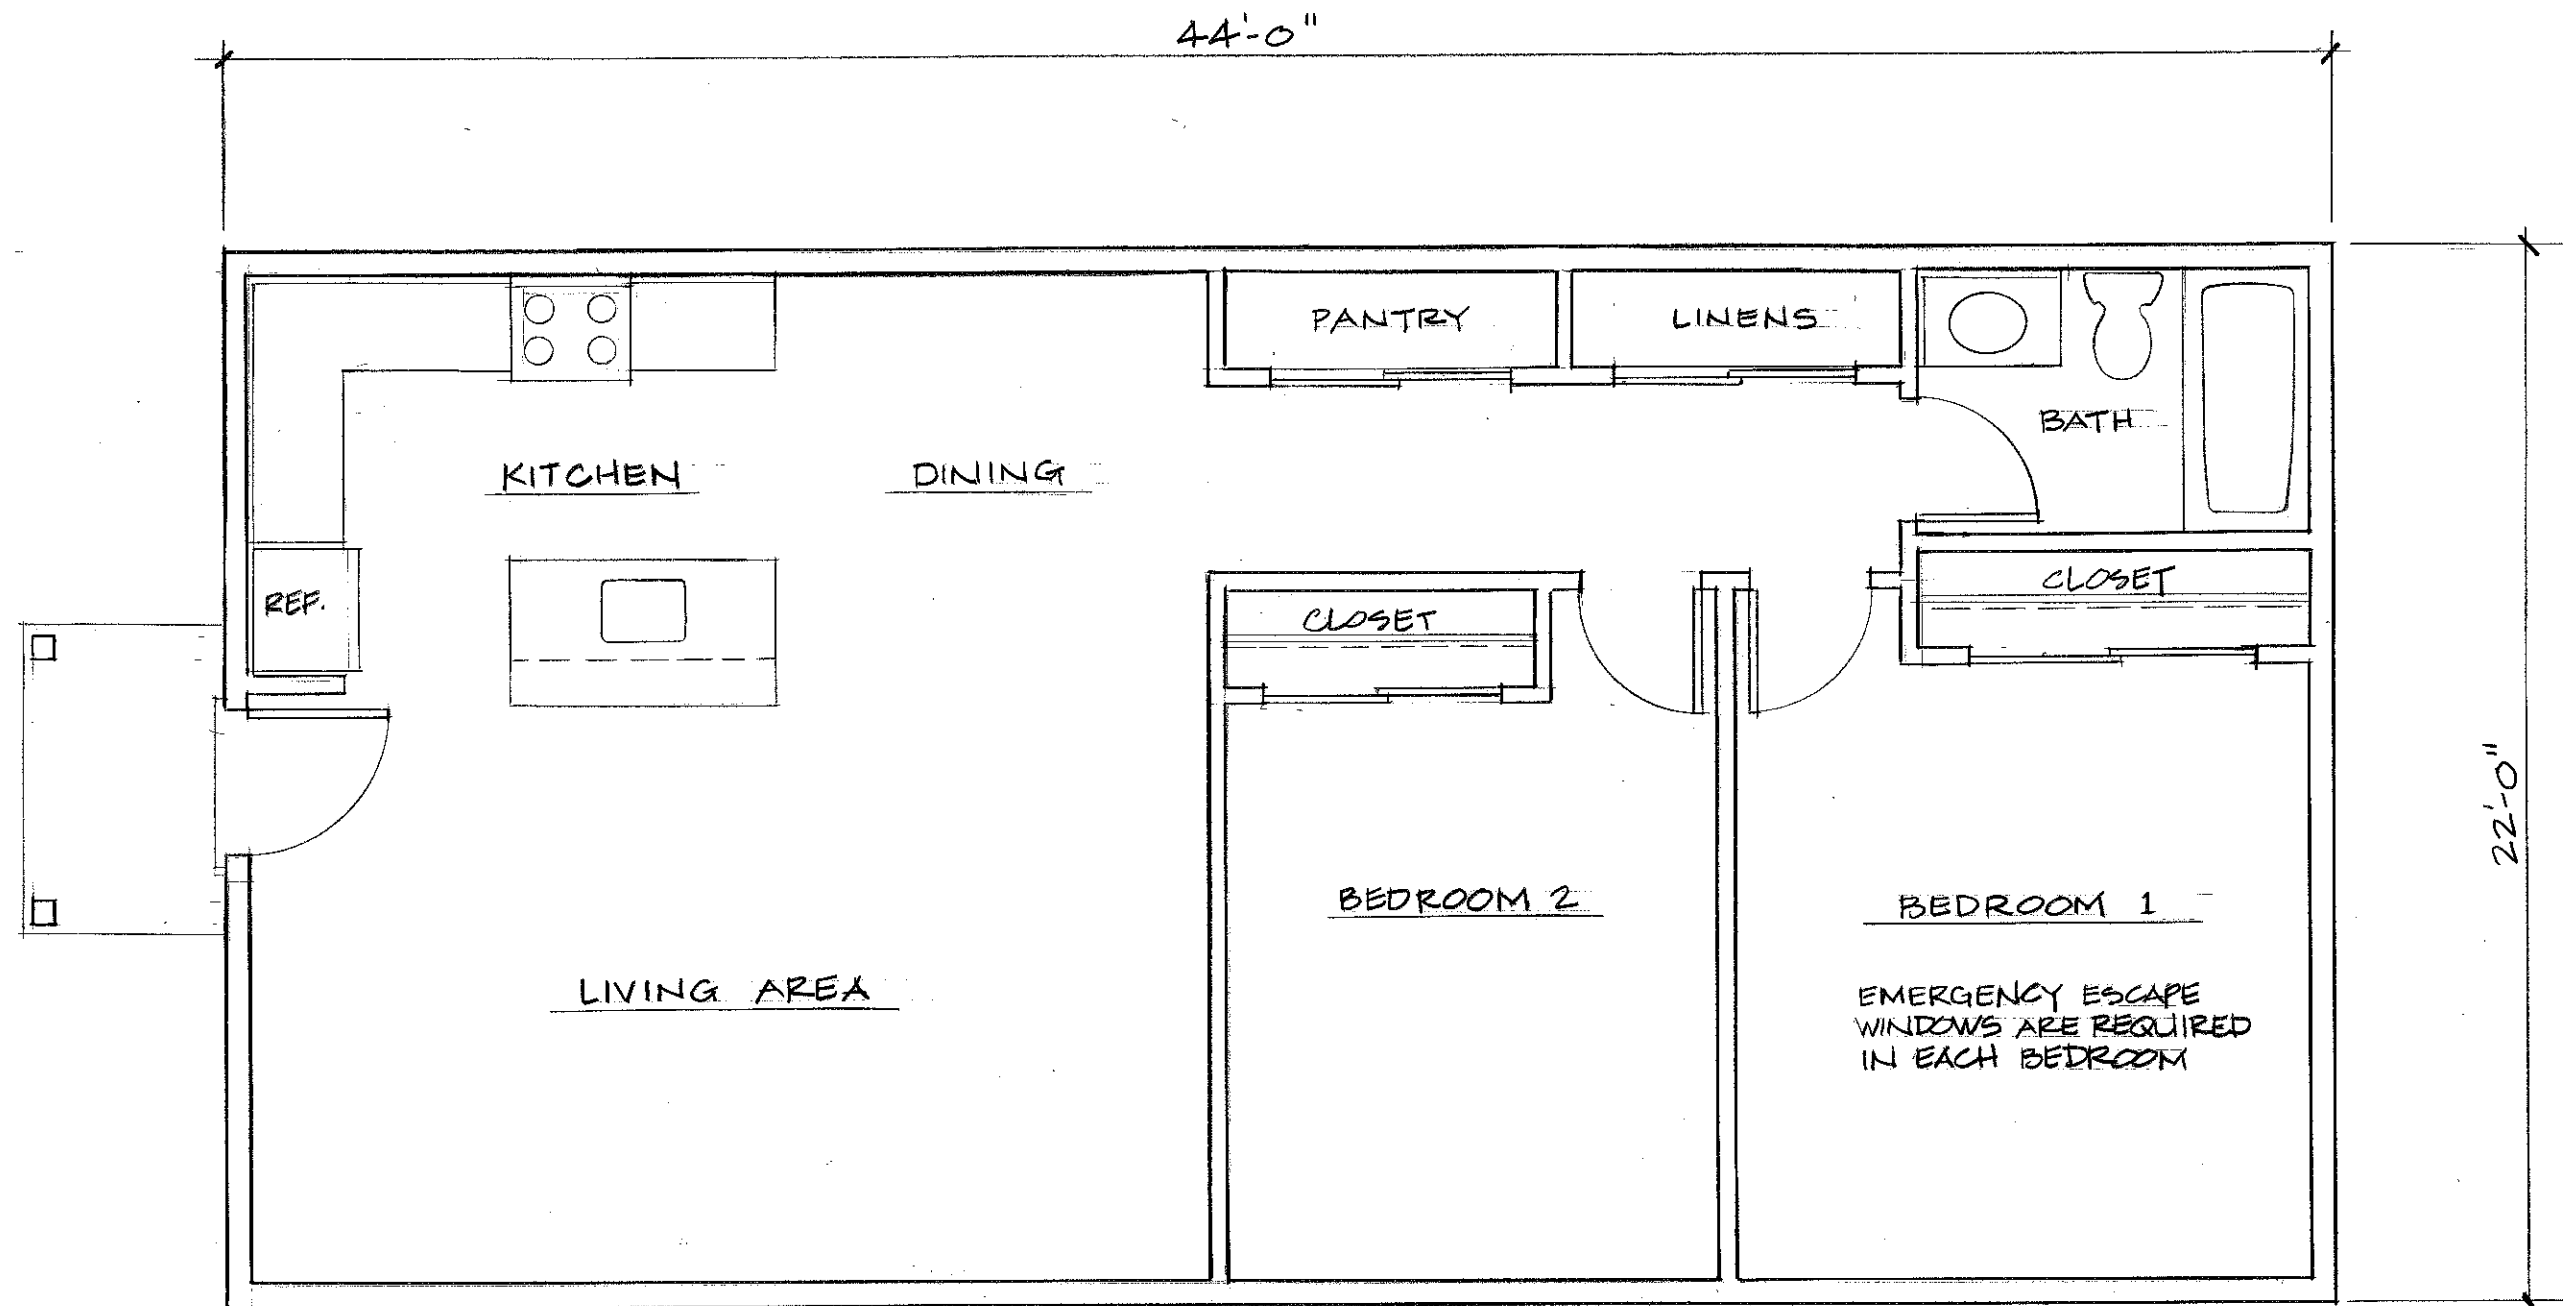 44'-0"
PANTRY
LINENS
BATH
KITCHEN
DINING
REF.
CLOSET
CLOSET
22'-0"
BEDROOM 2
BEDROOM 1
LIVING AREA
EMERGENCY ESCAPE
WINDOWS ARE REQUIRED
IN EACH BEDROOM